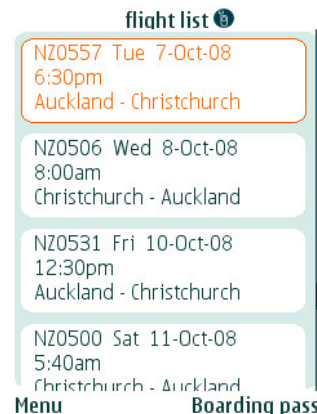 flight list
NZ0557 Tue 7-Oct-08
6:30pm
Auckland - Christchurch
NZ0506 Wed 8-Oct-08
8:00am
Christchurch - Auckland
NZ0531 Fri 10-Oct-08
12:30pm
Auckland - Christchurch
NZ0500 Sat 11-Oct-08
5:40am
Christchurch - Auckland
Menu Boarding pass